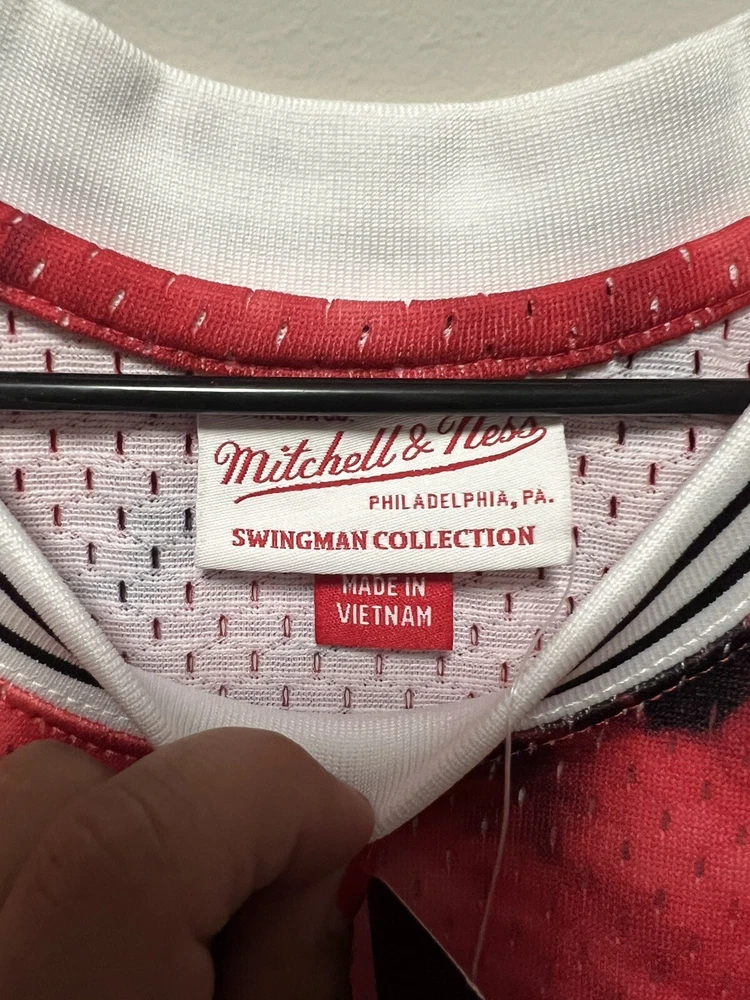 Mitchell & Ness
PHILADELPHIA, PA.
SWINGMAN COLLECTION
MADE IN
VIETNAM